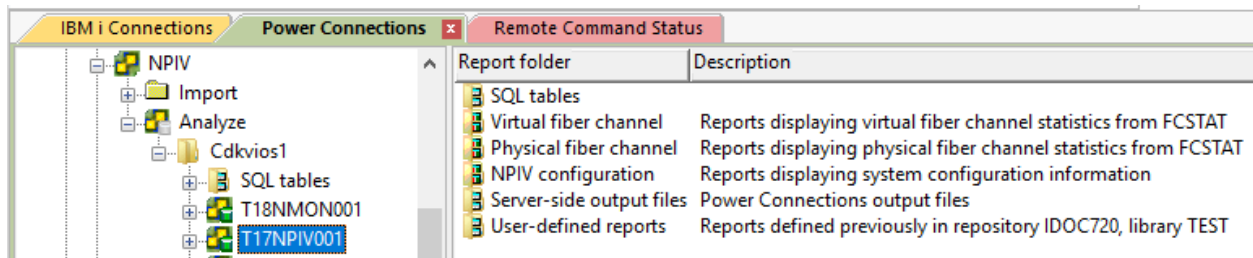 IBM i Connections Power Connections x Remote Command Status
NPIV
Import
Analyze
Cdkvios1
SQL tables
T18NMON001
T17NPIV001
Report folder Description
SQL tables
Virtual fiber channel Reports displaying virtual fiber channel statistics from FCSTAT
Physical fiber channel Reports displaying physical fiber channel statistics from FCSTAT
NPIV configuration Reports displaying system configuration information
Server-side output files Power Connections output files
User-defined reports Reports defined previously in repository IDOC720, library TEST